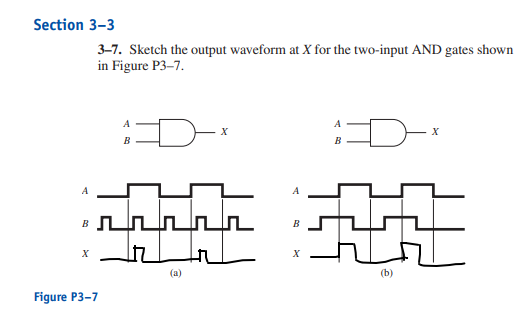 Section 3–3
3–7. Sketch the output waveform at X for the two-input AND gates shown
in Figure P3–7.
A
B
X
A
B
X
A
B
X
(a)
A
B
X
(b)
Figure P3–7